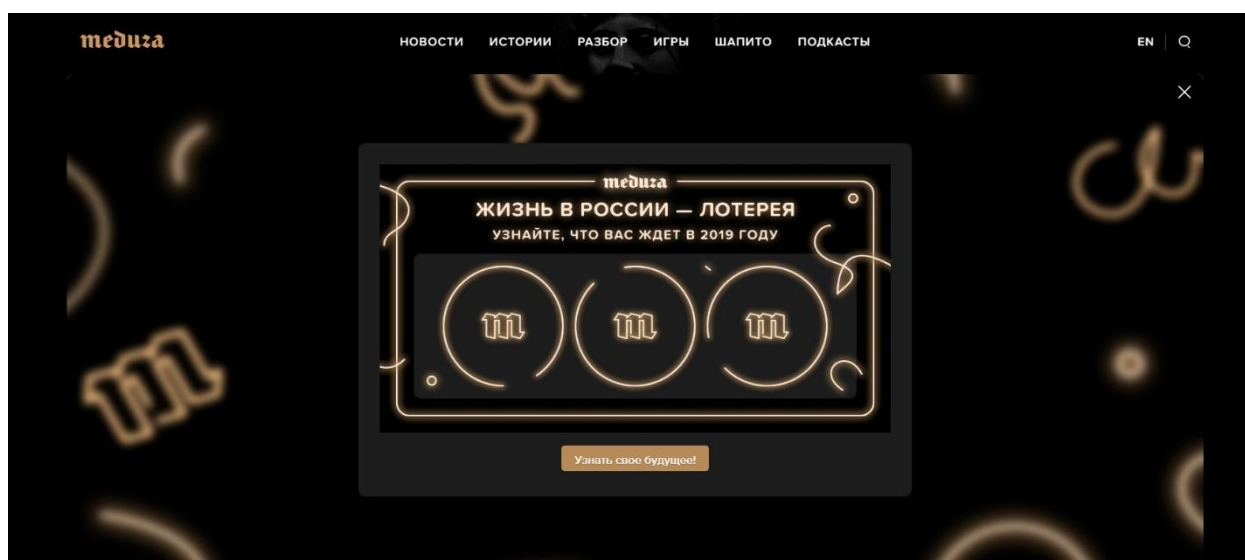 meduza
НОВОСТИ ИСТОРИИ РАЗБОР ИГРЫ ШАПИТО ПОДКАСТЫ
EN
meduza
ЖИЗНЬ В РОССИИ — ЛОТЕРЕЯ
УЗНАЙТЕ, ЧТО ВАС ЖДЕТ В 2019 ГОДУ
m m m
Узнать свое будущее!